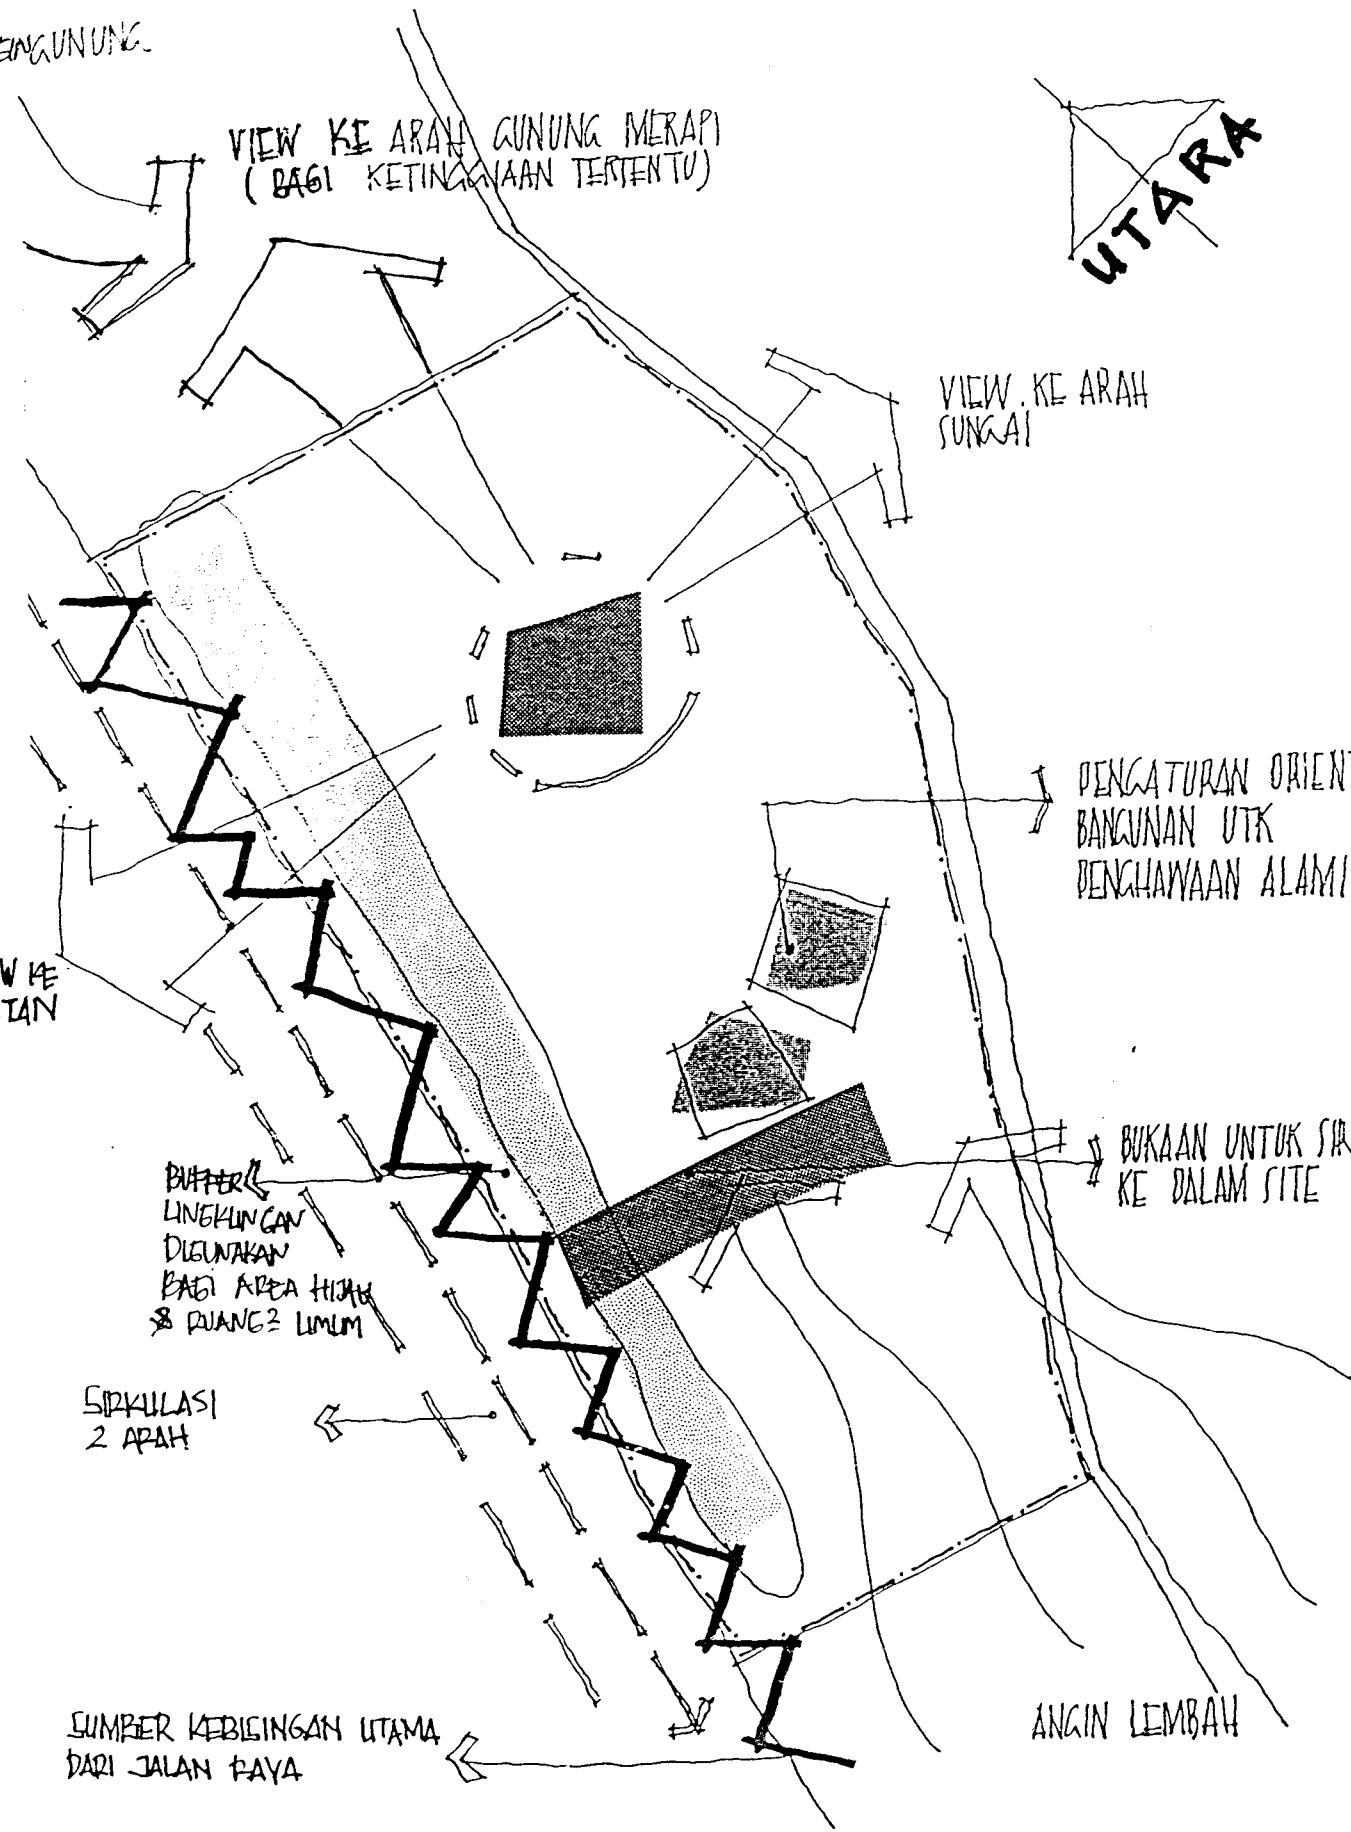 VIEW KE ARAH GUNUNG MERAPI
(BAGI KETINGGIAAN TERTENTU)
UTARA
VIEW KE ARAH
SUNGAI
PENGATURAN ORIEN
BANGUNAN UTK
PENGHAWAAN ALAMI
W KE
TAN
BUKAAN UNTUK SIR
KE DALAM SITE
BUFFER
LINGKUNGAN
DIGUNAKAN
BAGI AREA HIJAU
& RUANG2 UMUM
SIRKULASI
2 ARAH
ANGIN LEMBAH
SUMBER KEBISINGAN UTAMA
DARI JALAN RAYA